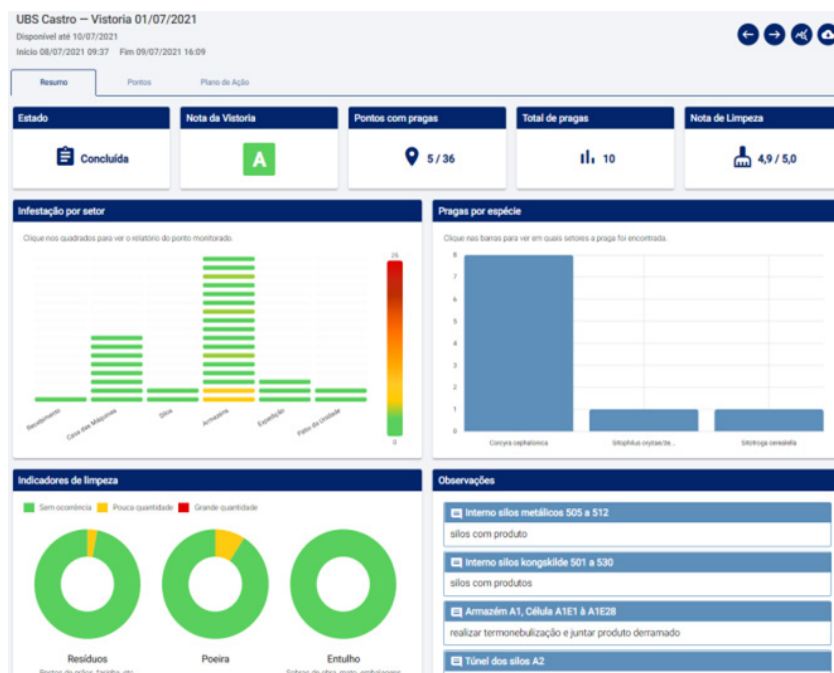 UBS Castro — Vistoria 01/07/2021
Disponível até 10/07/2021
Início 08/07/2021 09:37 Fim 09/07/2021 16:09
Resumo Pontos Plano de Ação
Estado
Concluída
Nota da Vistoria
A
Pontos com pragas
5 / 36
Total de pragas
10
Nota de Limpeza
4,9 / 5,0
Infestação por setor
Clique nos quadrados para ver o relatório do ponto monitorado.
26
0
Recebimento
Casa das Máquinas
Silos
Armazéns
Expedição
Pátio da Unidade
Pragas por espécie
Clique nas barras para ver em quais setores a praga foi encontrada.
8
7
6
5
4
3
2
1
0
Corcyra cephalonica
Sitophilus oryzae/ze...
Sitotroga cerealella
Indicadores de limpeza
Sem ocorrência Pouca quantidade Grande quantidade
Resíduos
Poeira
Entulho
Observações
Interno silos metálicos 505 a 512
silos com produto
Interno silos kongskilde 501 a 530
silos com produtos
Armazém A1, Célula A1E1 à A1E28
realizar termonebulização e juntar produto derramado
Túnel dos silos A2